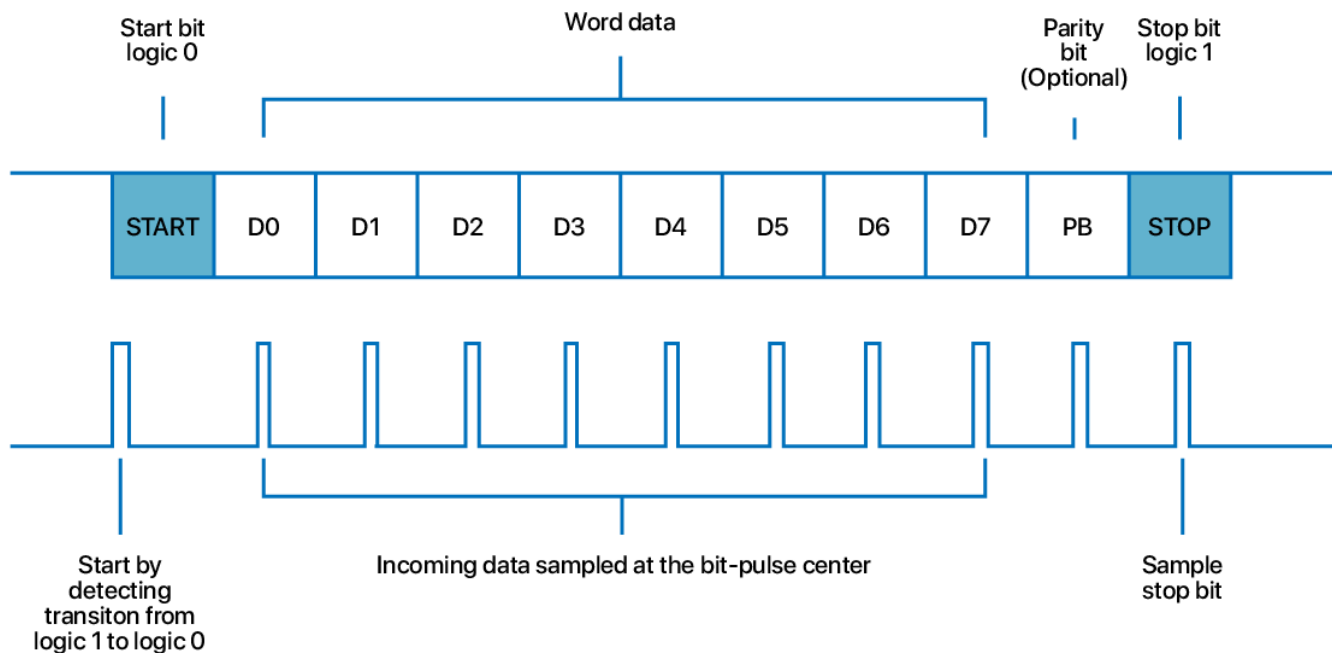 Start bit
logic 0
Word data
Parity
bit
(Optional)
Stop bit
logic 1
START D0 D1 D2 D3 D4 D5 D6 D7 PB STOP
Start by
detecting
transiton from
logic 1 to logic 0
Incoming data sampled at the bit-pulse center
Sample
stop bit